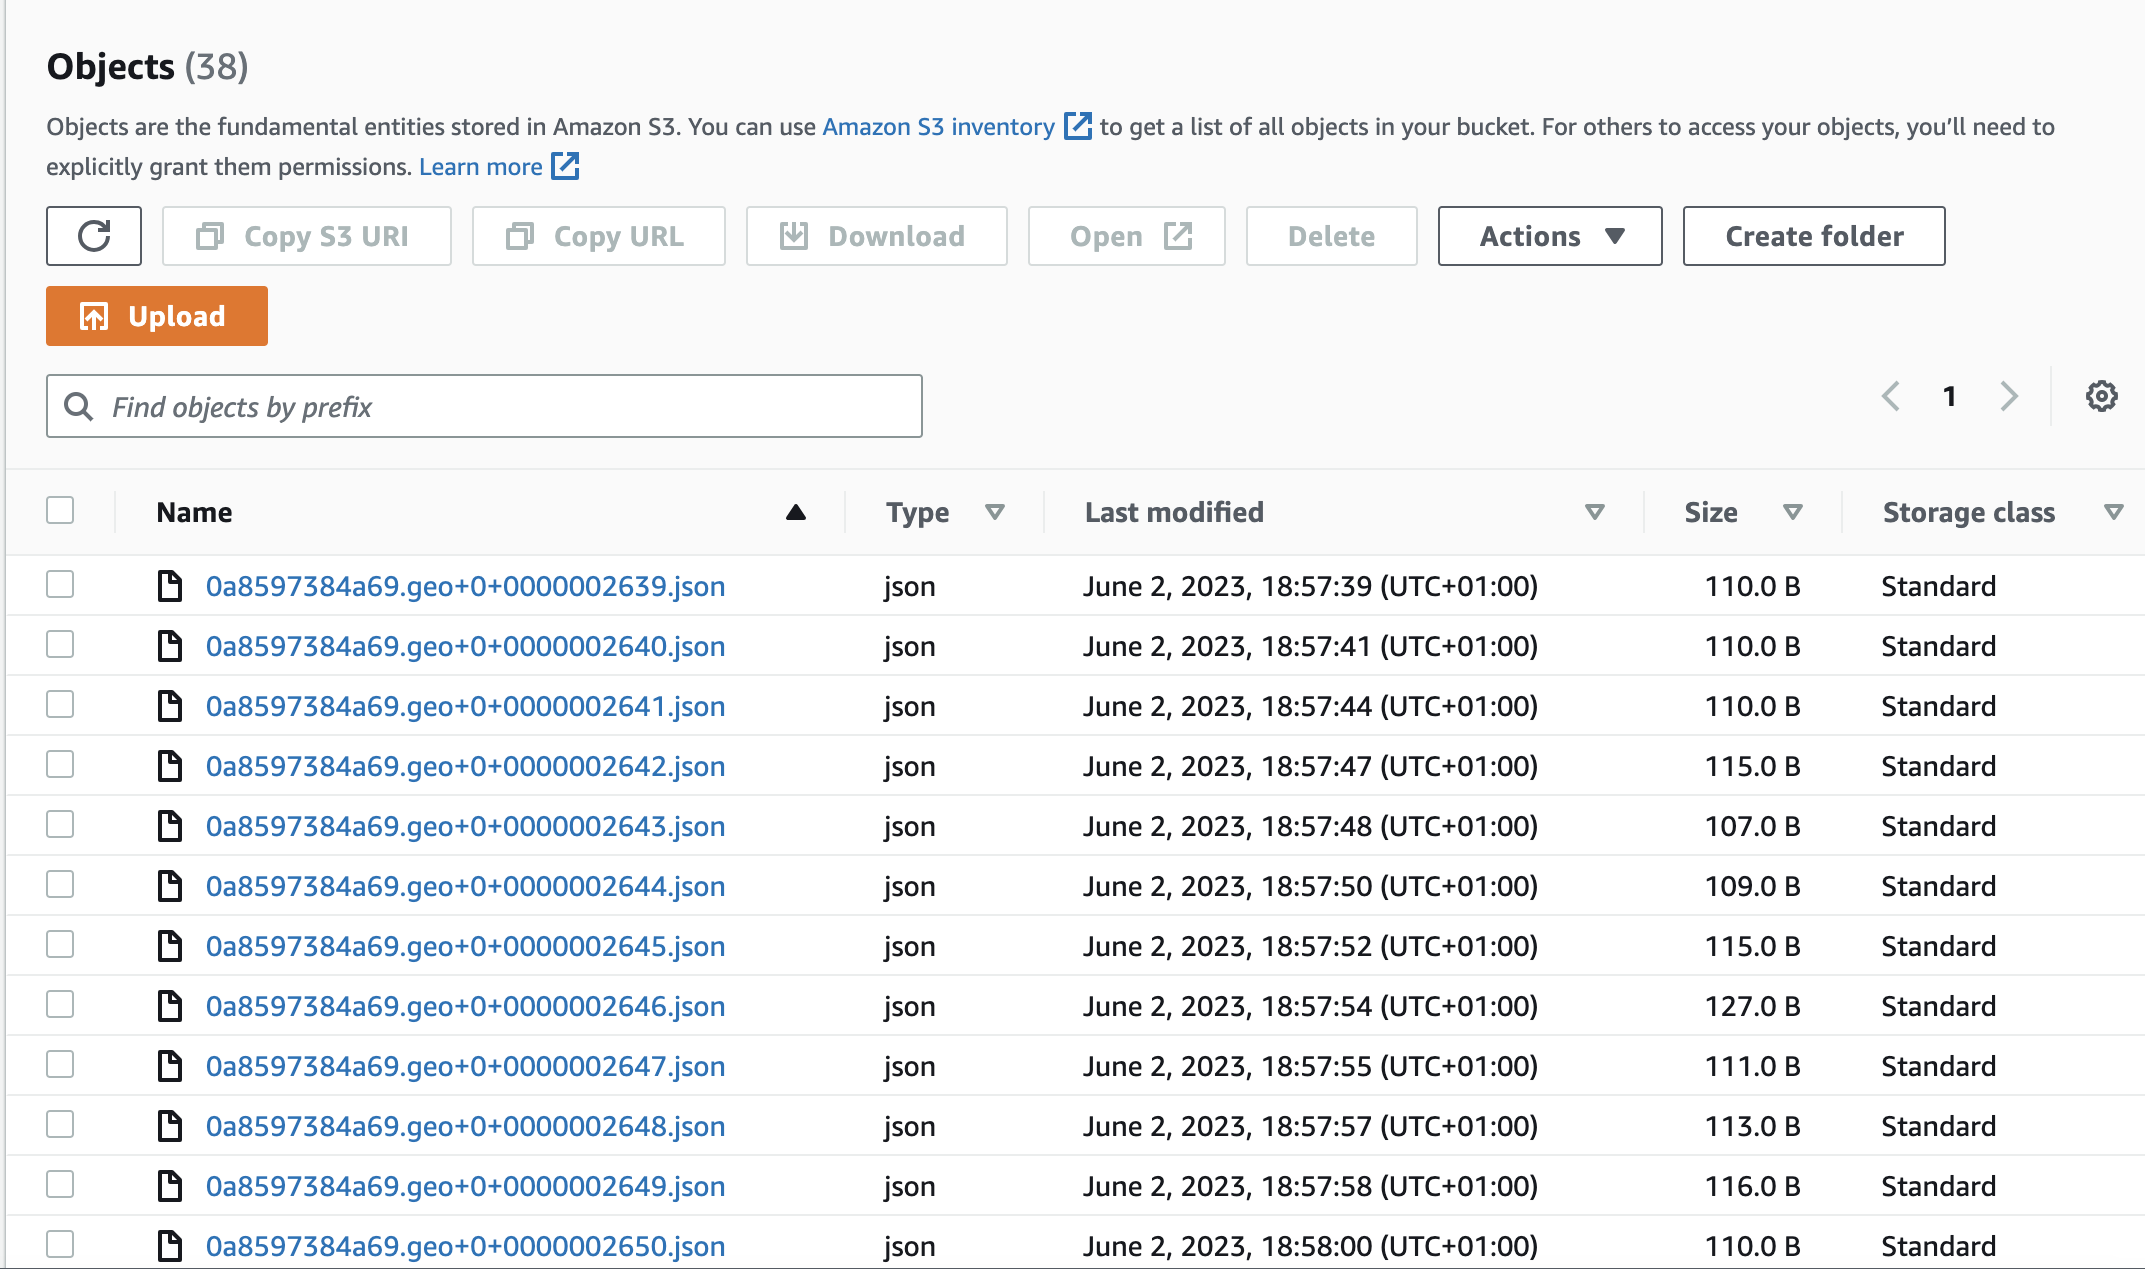 Objects (38)
Objects are the fundamental entities stored in Amazon S3. You can use Amazon S3 inventory to get a list of all objects in your bucket. For others to access your objects, you’ll need to
explicitly grant them permissions. Learn more
Copy S3 URI Copy URL Download Open Delete Actions Create folder
Upload
Find objects by prefix 1
Name Type Last modified Size Storage class
0a8597384a69.geo+0+0000002639.json json June 2, 2023, 18:57:39 (UTC+01:00) 110.0 B Standard
0a8597384a69.geo+0+0000002640.json json June 2, 2023, 18:57:41 (UTC+01:00) 110.0 B Standard
0a8597384a69.geo+0+0000002641.json json June 2, 2023, 18:57:44 (UTC+01:00) 110.0 B Standard
0a8597384a69.geo+0+0000002642.json json June 2, 2023, 18:57:47 (UTC+01:00) 115.0 B Standard
0a8597384a69.geo+0+0000002643.json json June 2, 2023, 18:57:48 (UTC+01:00) 107.0 B Standard
0a8597384a69.geo+0+0000002644.json json June 2, 2023, 18:57:50 (UTC+01:00) 109.0 B Standard
0a8597384a69.geo+0+0000002645.json json June 2, 2023, 18:57:52 (UTC+01:00) 115.0 B Standard
0a8597384a69.geo+0+0000002646.json json June 2, 2023, 18:57:54 (UTC+01:00) 127.0 B Standard
0a8597384a69.geo+0+0000002647.json json June 2, 2023, 18:57:55 (UTC+01:00) 111.0 B Standard
0a8597384a69.geo+0+0000002648.json json June 2, 2023, 18:57:57 (UTC+01:00) 113.0 B Standard
0a8597384a69.geo+0+0000002649.json json June 2, 2023, 18:57:58 (UTC+01:00) 116.0 B Standard
0a8597384a69.geo+0+0000002650.json json June 2, 2023, 18:58:00 (UTC+01:00) 110.0 B Standard